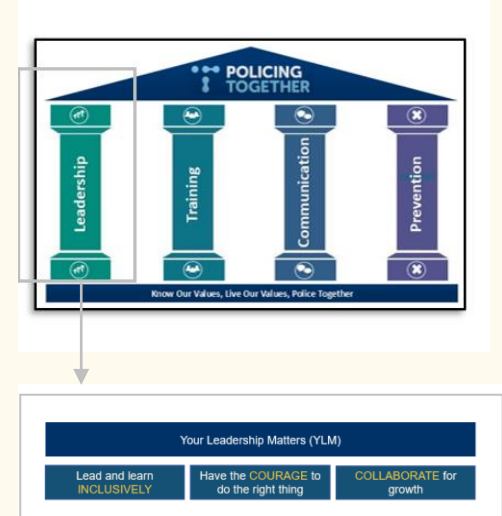 POLICING
TOGETHER
Leadership
Training
Communication
Prevention
Know Our Values, Live Our Values, Police Together
Your Leadership Matters (YLM)
Lead and learn
INCLUSIVELY
Have the COURAGE to
do the right thing
COLLABORATE for
growth